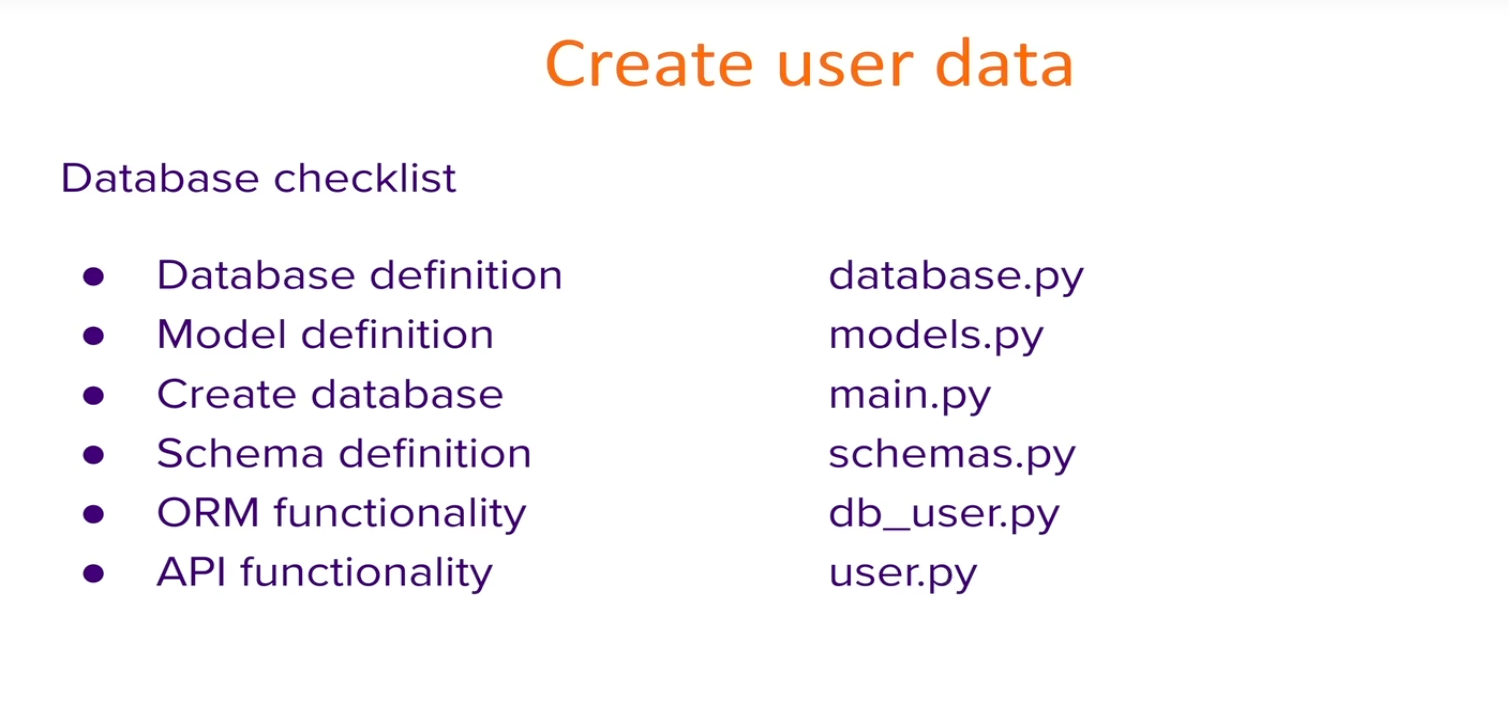 Create user data
Database checklist
● Database definition database.py
● Model definition models.py
● Create database main.py
● Schema definition schemas.py
● ORM functionality db_user.py
● API functionality user.py